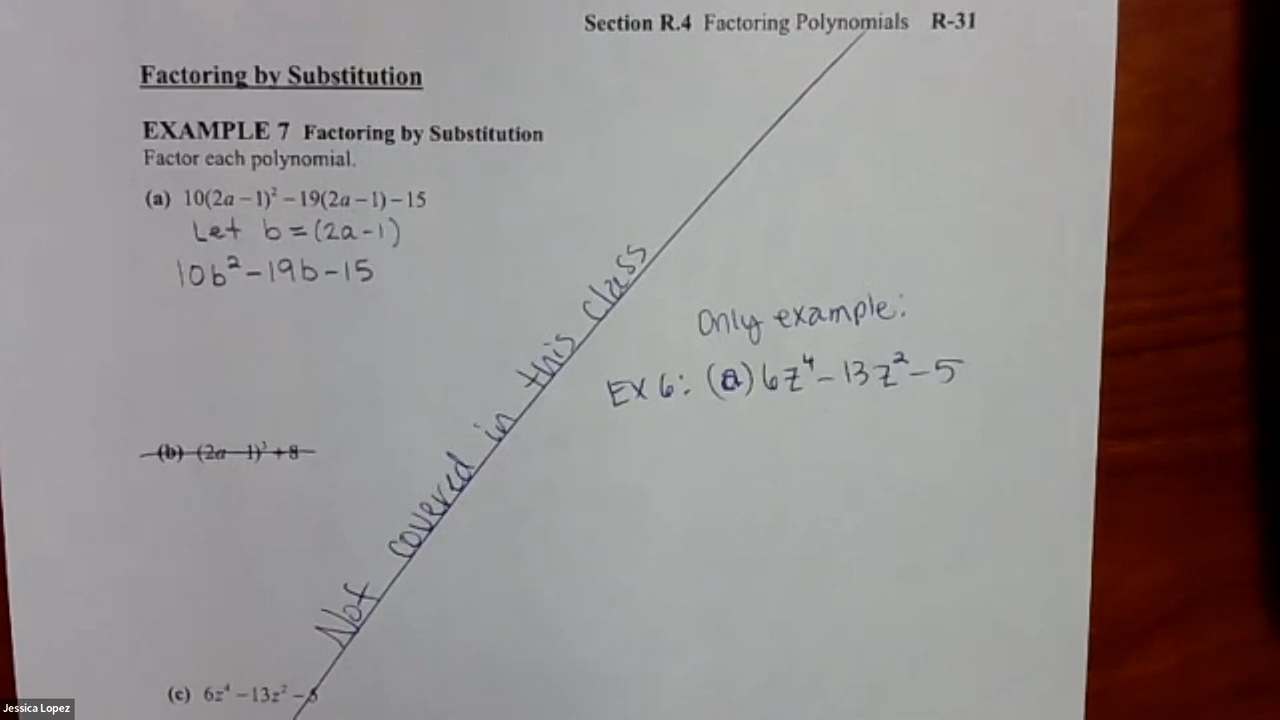 Section R.4 Factoring Polynomials R-31
Factoring by Substitution
EXAMPLE 7 Factoring by Substitution
Factor each polynomial.
(a) 10(2a – 1)² – 19(2a – 1) – 15
Let b = (2a-1)
10b² - 19b - 15
Not covered in this class
Only example:
EX 6: (a) 6z⁴ - 13z² - 5
(b) (2a – 1)³ + 8
(c) 6z⁴ – 13z² – 5
Jessica Lopez